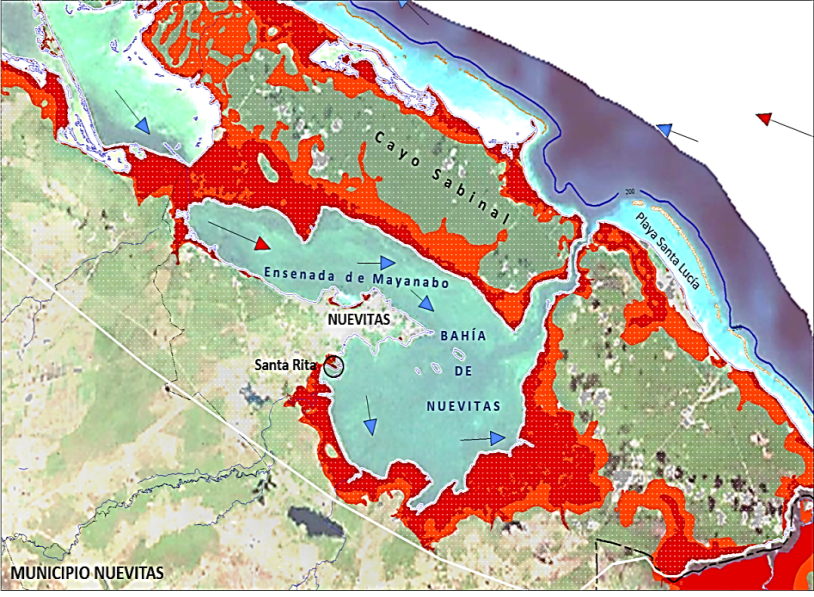 Cayo Sabinal
200
Playa Santa Lucía
Ensenada de Mayanabo
NUEVITAS
BAHÍA
DE
NUEVITAS
Santa Rita
MUNICIPIO NUEVITAS